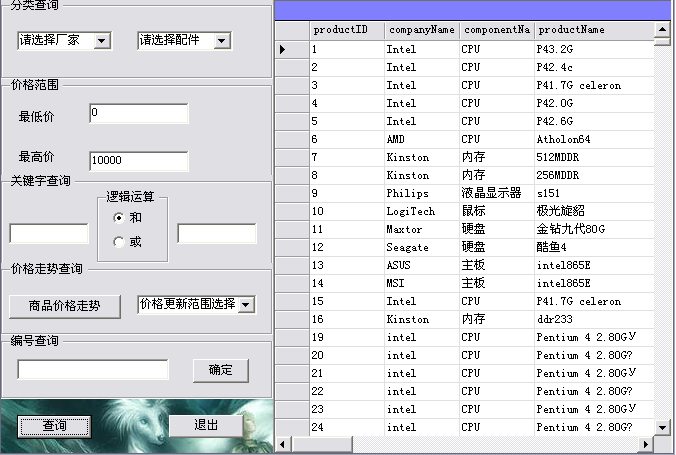 分类查询
请选择厂家 请选择配件
价格范围
最低价 0
最高价 10000
关键字查询
逻辑运算
和
或
价格走势查询
商品价格走势 价格更新范围选择
编号查询
确定
查询 退出
productID companyName componentNa productName
1 Intel CPU P43.2G
2 Intel CPU P42.4c
3 Intel CPU P41.7G celeron
4 Intel CPU P42.0G
5 Intel CPU P42.6G
6 AMD CPU Atholon64
7 Kinston 内存 512MDDR
8 Kinston 内存 256MDDR
9 Philips 液晶显示器 s151
10 LogiTech 鼠标 极光旋貂
11 Maxtor 硬盘 金钻九代80G
12 Seagate 硬盘 酷鱼4
13 ASUS 主板 intel865E
14 MSI 主板 intel865E
15 Intel CPU P41.7G celeron
16 Kinston 内存 ddr233
19 intel CPU Pentium 4 2.80GУ
20 intel CPU Pentium 4 2.80G?
21 intel CPU Pentium 4 2.80G?
22 intel CPU Pentium 4 2.80G?
23 intel CPU Pentium 4 2.80GУ
24 intel CPU Pentium 4 2.80G?